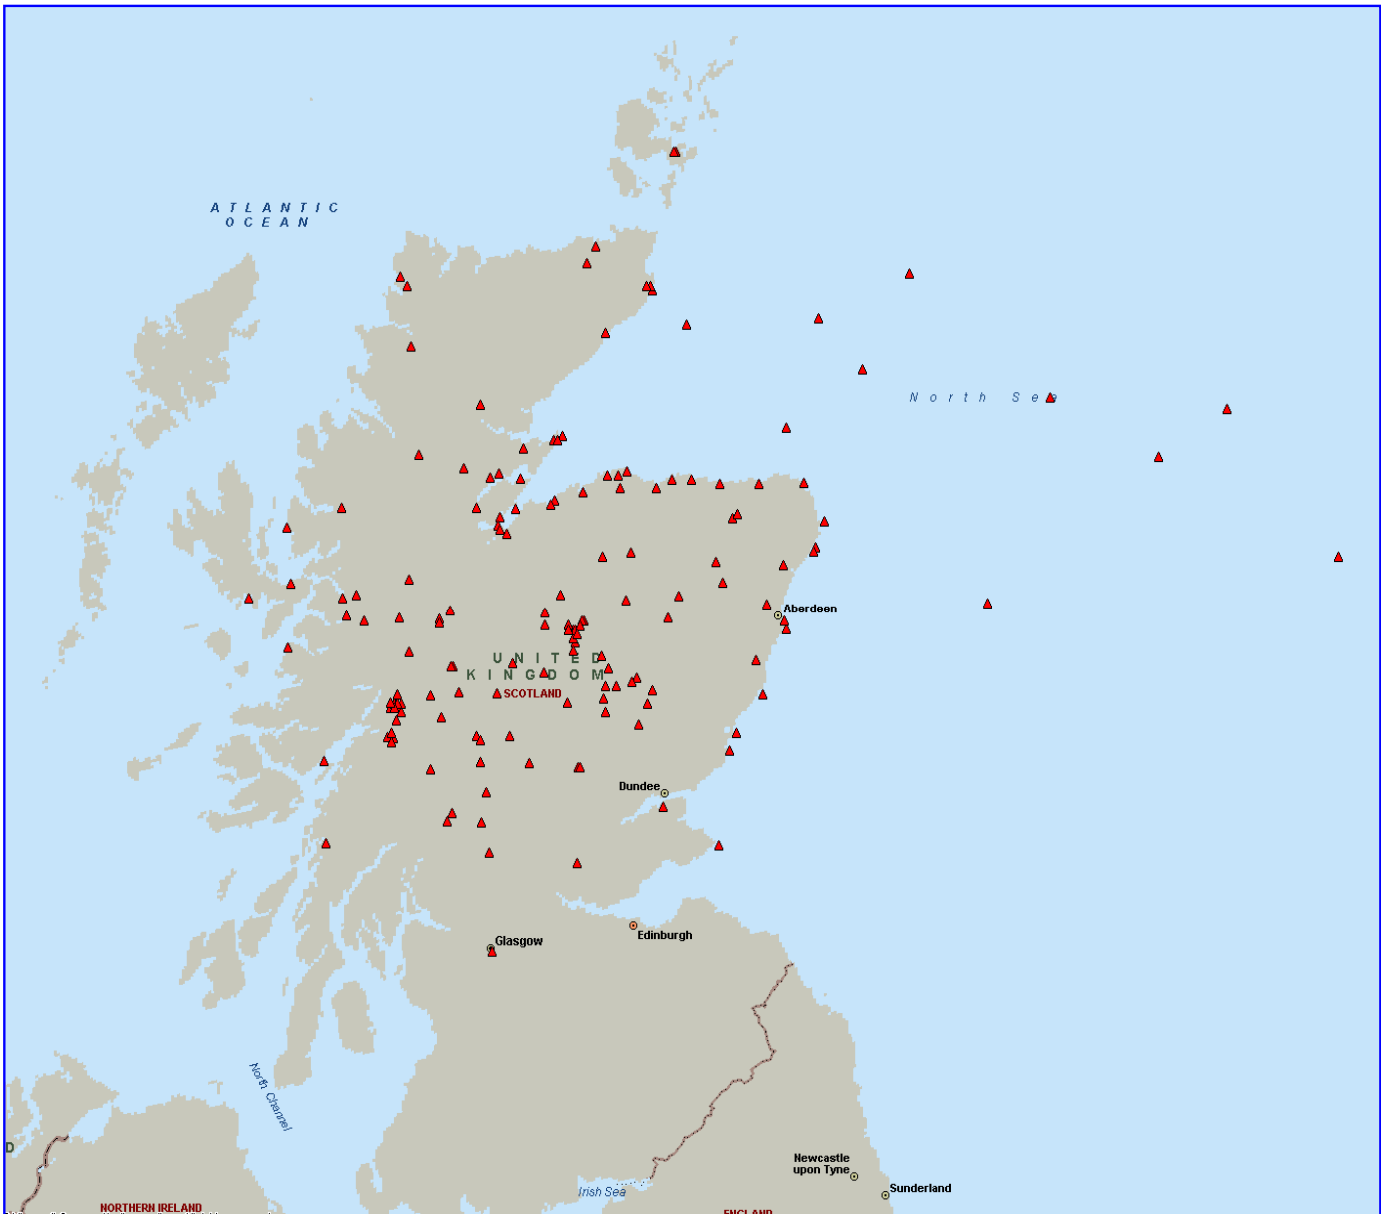 ATLANTIC
OCEAN
North Sea
Aberdeen
UNITED
KINGDOM
SCOTLAND
Dundee
Glasgow
Edinburgh
North Channel
D
Newcastle
upon Tyne
Irish Sea
Sunderland
NORTHERN IRELAND
ENGLAND